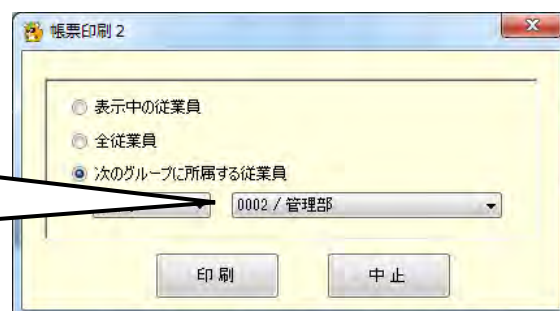 帳票印刷2
表示中の従業員
全従業員
次のグループに所属する従業員
0002 / 管理部
印刷
中止